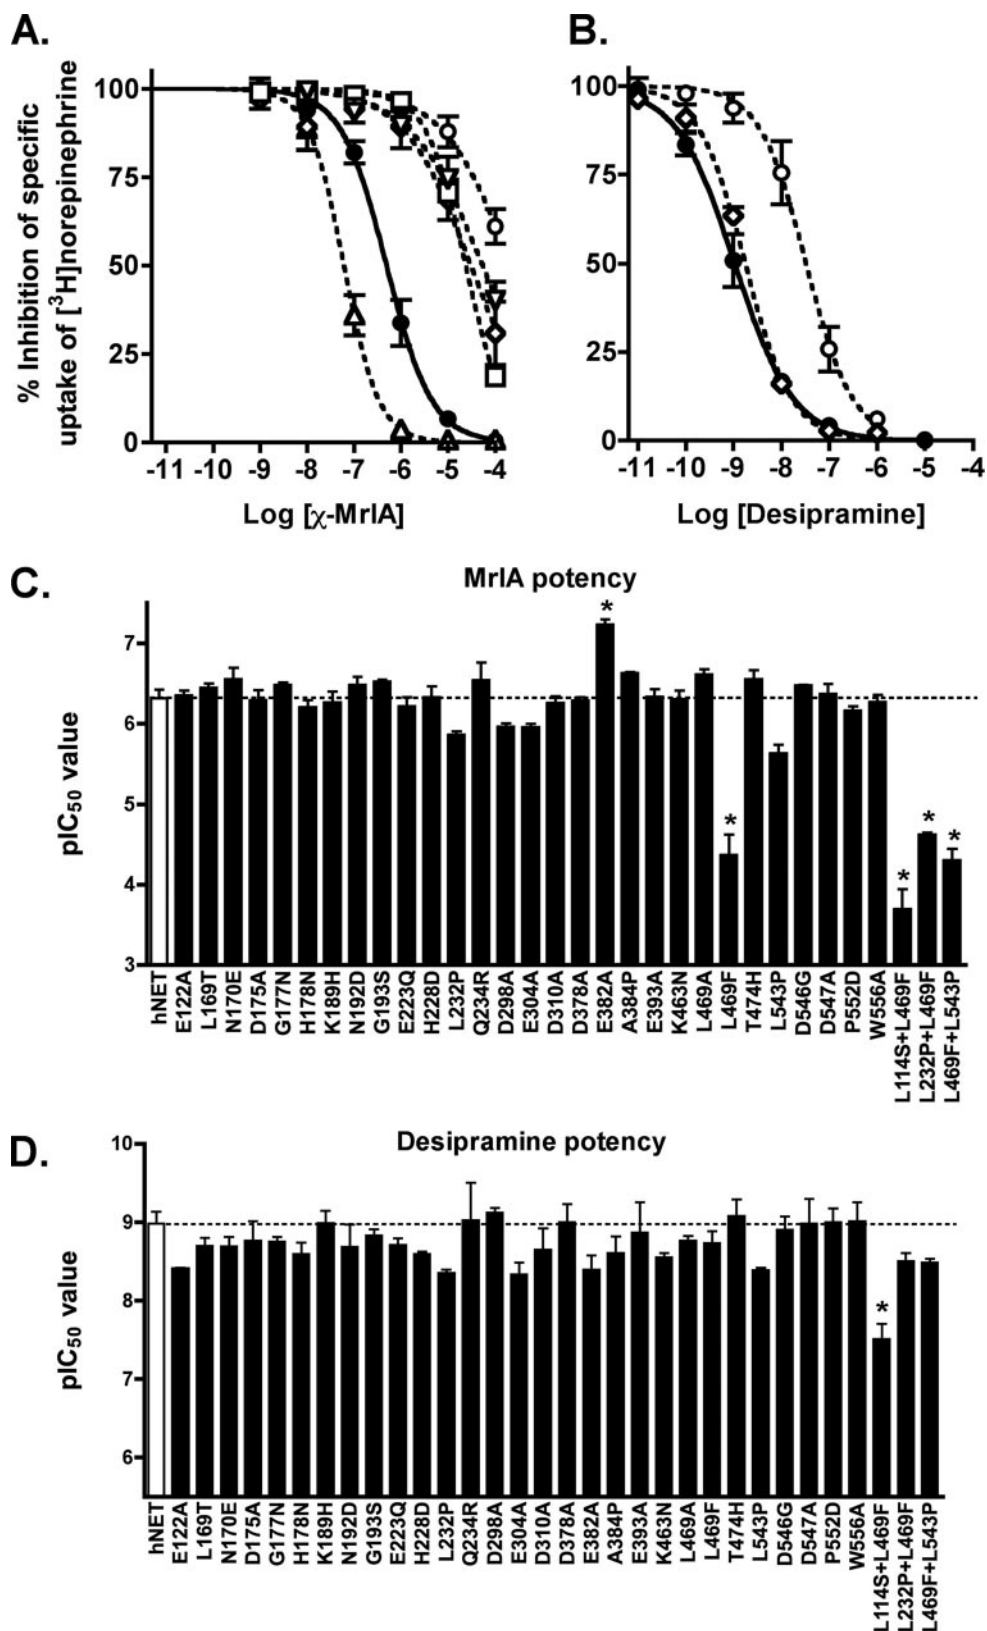 A.
B.
% Inhibition of specific
uptake of [³H]norepinephrine
100
75
50
25
0
-11 -10 -9 -8 -7 -6 -5 -4
Log [χ-MrIA]
100
75
50
25
0
-11 -10 -9 -8 -7 -6 -5 -4
Log [Desipramine]
C.
MrIA potency
pIC₅₀ value
7
6
5
4
3
*
*
*
*
*
hNET
E122A
L169T
N170E
D175A
G177N
H178N
K189H
N192D
G193S
E223Q
H228D
L232P
Q234R
D298A
E304A
D310A
D378A
E382A
A384P
E393A
K463N
L469A
L469F
T474H
L543P
D546G
D547A
P552D
W556A
L114S+L469F
L232P+L469F
L469F+L543P
D.
Desipramine potency
pIC₅₀ value
10
9
8
7
6
*
hNET
E122A
L169T
N170E
D175A
G177N
H178N
K189H
N192D
G193S
E223Q
H228D
L232P
Q234R
D298A
E304A
D310A
D378A
E382A
A384P
E393A
K463N
L469A
L469F
T474H
L543P
D546G
D547A
P552D
W556A
L114S+L469F
L232P+L469F
L469F+L543P